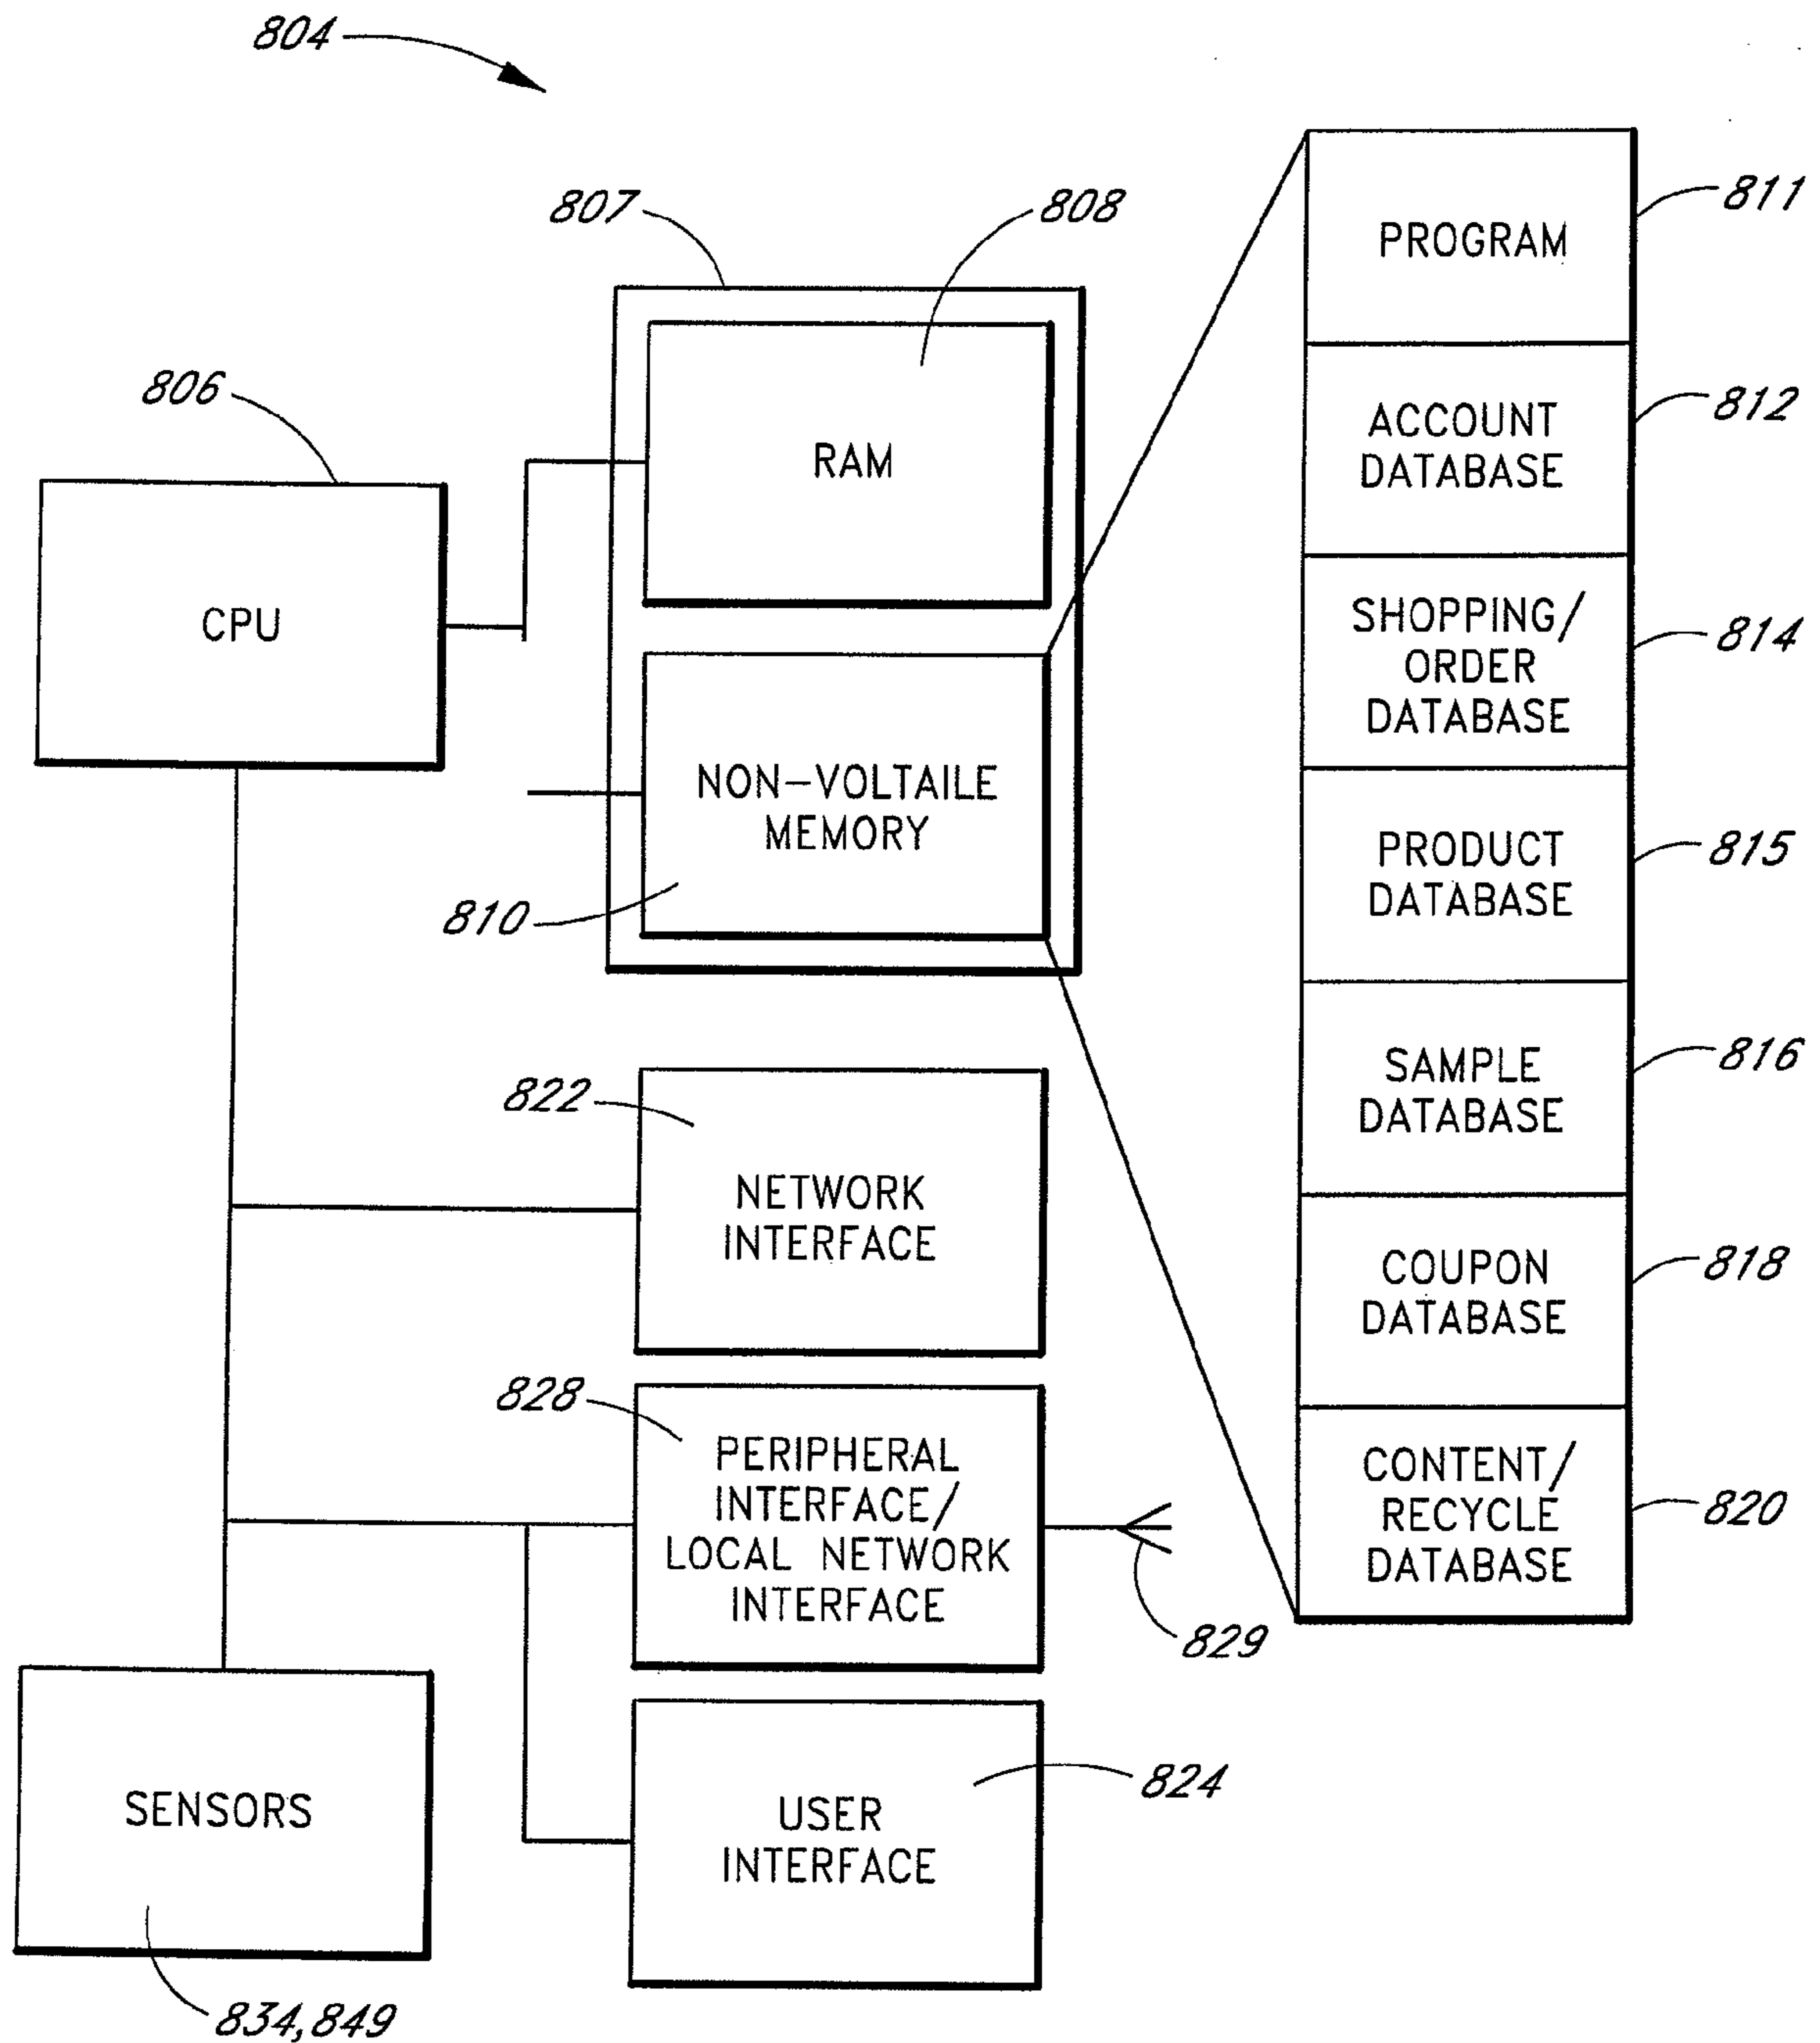 804
807
808
811
PROGRAM
806
812
ACCOUNT
DATABASE
RAM
CPU
SHOPPING/
ORDER
DATABASE
814
NON-VOLTAILE
MEMORY
810
PRODUCT
DATABASE
815
SAMPLE
DATABASE
816
822
NETWORK
INTERFACE
COUPON
DATABASE
818
828
PERIPHERAL
INTERFACE/
LOCAL NETWORK
INTERFACE
829
CONTENT/
RECYCLE
DATABASE
820
SENSORS
834,849
USER
INTERFACE
824